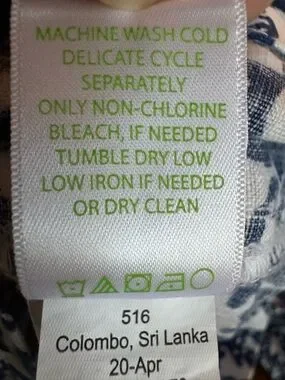 MACHINE WASH COLD
DELICATE CYCLE
SEPARATELY
ONLY NON-CHLORINE
BLEACH, IF NEEDED
TUMBLE DRY LOW
LOW IRON IF NEEDED
OR DRY CLEAN
516
Colombo, Sri Lanka
20-Apr